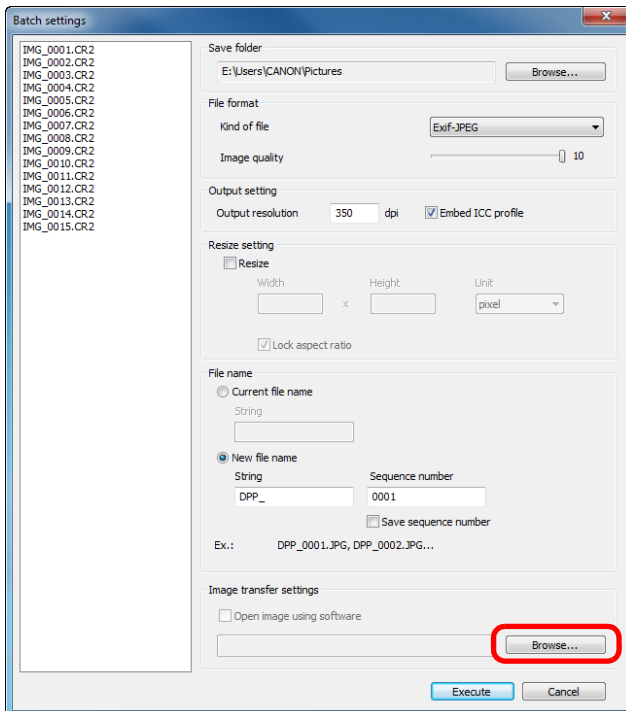 Batch settings
x
IMG_0001.CR2
IMG_0002.CR2
IMG_0003.CR2
IMG_0004.CR2
IMG_0005.CR2
IMG_0006.CR2
IMG_0007.CR2
IMG_0008.CR2
IMG_0009.CR2
IMG_0010.CR2
IMG_0011.CR2
IMG_0012.CR2
IMG_0013.CR2
IMG_0014.CR2
IMG_0015.CR2
Save folder
E:\Users\CANON\Pictures Browse...
File format
Kind of file Exif-JPEG
Image quality 10
Output setting
Output resolution 350 dpi Embed ICC profile
Resize setting
Resize
Width Height Unit
x pixel
Lock aspect ratio
File name
Current file name
String
New file name
String Sequence number
DPP_ 0001
Save sequence number
Ex.: DPP_0001.JPG, DPP_0002.JPG...
Image transfer settings
Open image using software
Browse...
Execute Cancel